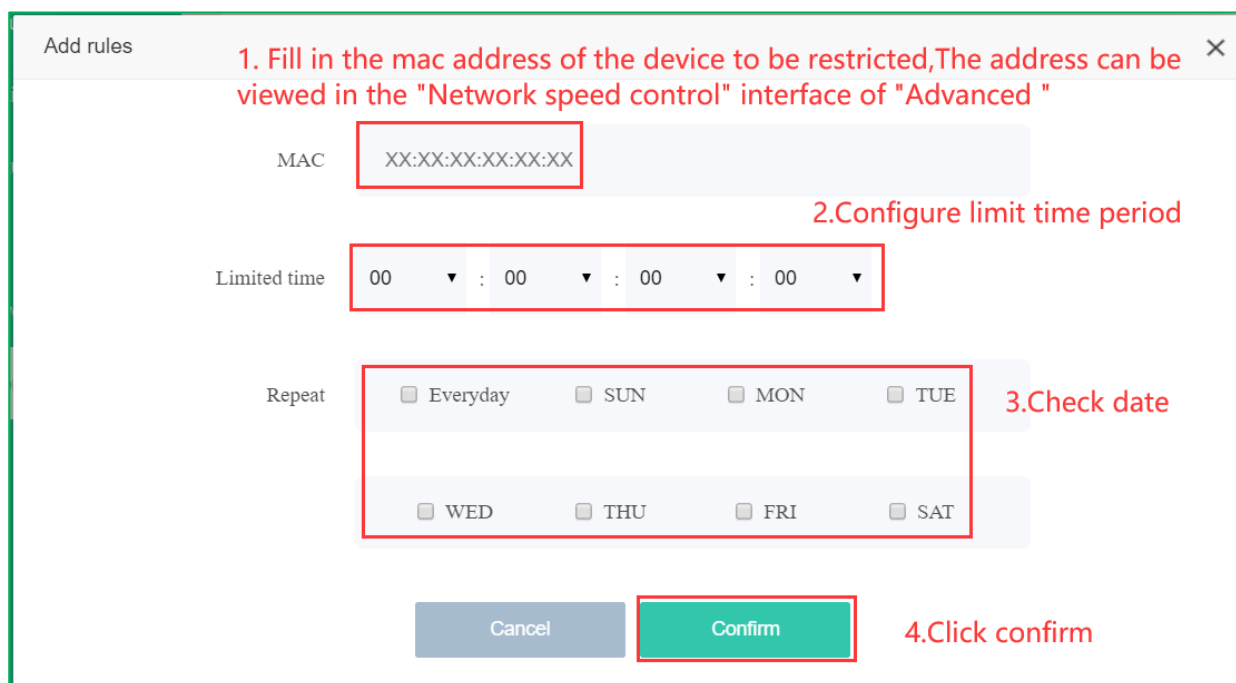 Add rules
1. Fill in the mac address of the device to be restricted,The address can be
viewed in the "Network speed control" interface of "Advanced "
MAC XX:XX:XX:XX:XX:XX
2.Configure limit time period
Limited time 00 : 00 : 00 : 00
Repeat Everyday SUN MON TUE
3.Check date
WED THU FRI SAT
Cancel Confirm
4.Click confirm